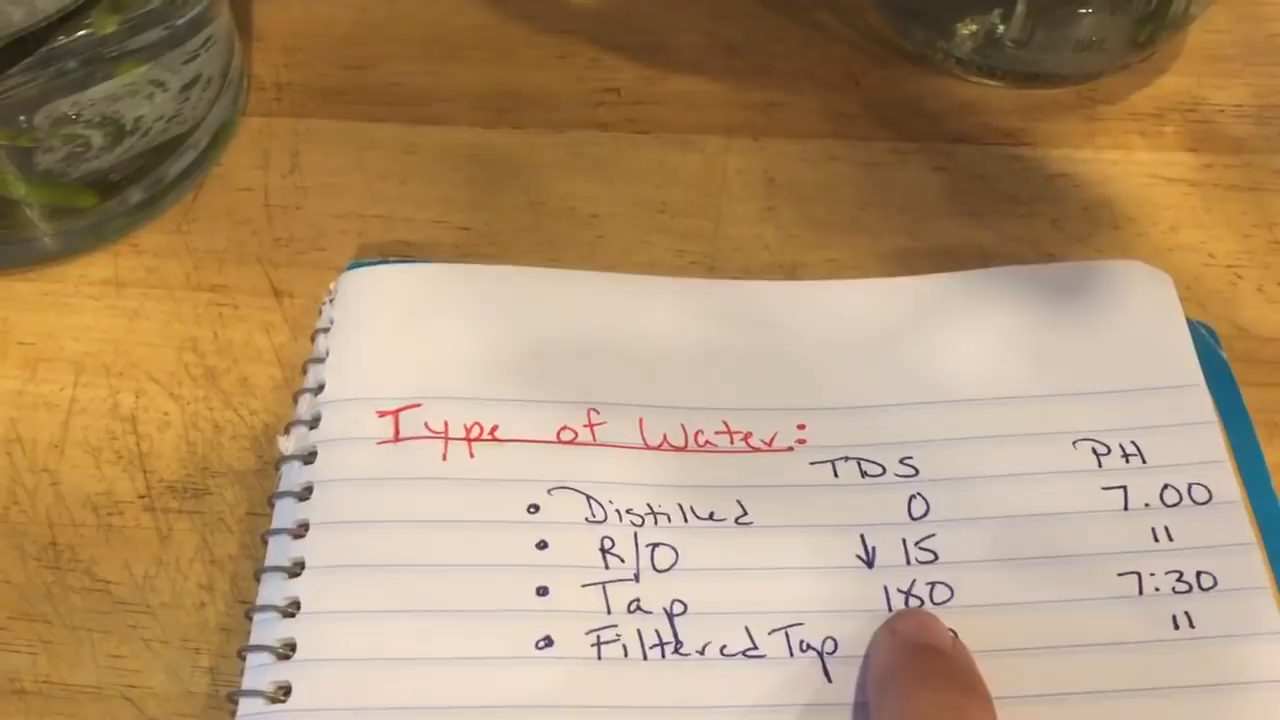 Type of Water:
TDS PH
• Distilled 0 7.00
• R/O ↓ 15 "
• Tap 180 7:30
• Filtered Tap "